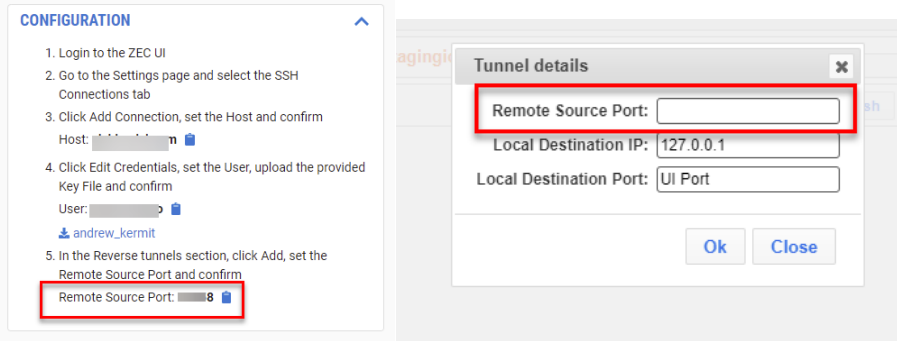 CONFIGURATION
1. Login to the ZEC UI
2. Go to the Settings page and select the SSH
Connections tab
3. Click Add Connection, set the Host and confirm
Host: m
4. Click Edit Credentials, set the User, upload the provided
Key File and confirm
User:
andrew_kermit
5. In the Reverse tunnels section, click Add, set the
Remote Source Port and confirm
Remote Source Port: 8
Tunnel details
Remote Source Port:
Local Destination IP: 127.0.0.1
Local Destination Port: UI Port
Ok Close